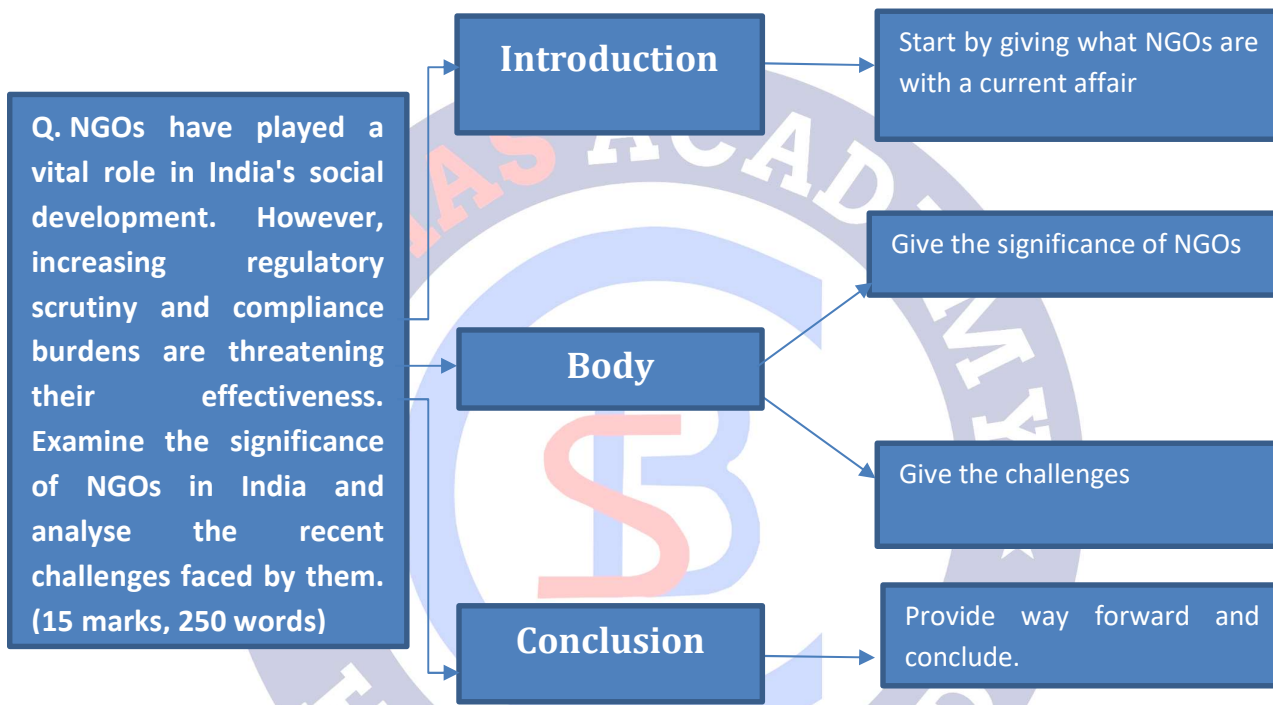 Q. NGOs have played a
vital role in India's social
development. However,
increasing regulatory
scrutiny and compliance
burdens are threatening
their effectiveness.
Examine the significance
of NGOs in India and
analyse the recent
challenges faced by them.
(15 marks, 250 words)
Introduction
Start by giving what NGOs are
with a current affair
Body
Give the significance of NGOs
Give the challenges
Conclusion
Provide way forward and
conclude.
IAS ACADEMY
SB